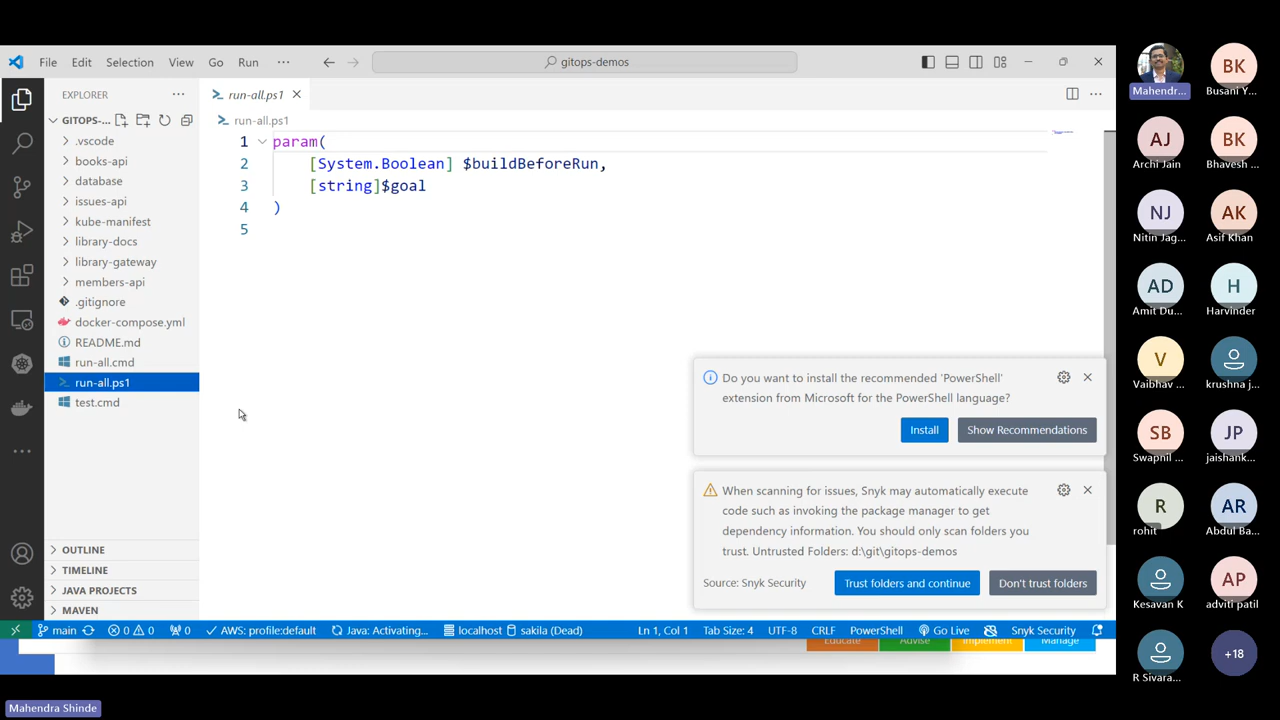 File Edit Selection View Go Run ··· gitops-demos
EXPLORER ···
GITOPS-...
.vscode
books-api
database
issues-api
kube-manifest
library-docs
library-gateway
members-api
.gitignore
docker-compose.yml
README.md
run-all.cmd
run-all.ps1
test.cmd
OUTLINE
TIMELINE
JAVA PROJECTS
MAVEN
run-all.ps1
run-all.ps1
1 param(
2 [System.Boolean] $buildBeforeRun,
3 [string]$goal
4 )
5
Do you want to install the recommended 'PowerShell'
extension from Microsoft for the PowerShell language?
Install Show Recommendations
When scanning for issues, Snyk may automatically execute
code such as invoking the package manager to get
dependency information. You should only scan folders you
trust. Untrusted Folders: d:\git\gitops-demos
Source: Snyk Security Trust folders and continue Don't trust folders
main 0 0 0 AWS: profile:default Java: Activating... localhost sakila (Dead) Ln 1, Col 1 Tab Size: 4 UTF-8 CRLF PowerShell Go Live Snyk Security
Educate Advise Implement Manage
Mahendra Shinde
Mahendr...
BK
Busani Y...
AJ
Archi Jain
BK
Bhavesh ...
NJ
Nitin Jag...
AK
Asif Khan
AD
Amit Du...
H
Harvinder
V
Vaibhav ...
krushna j...
SB
Swapnil ...
JP
jaishank...
R
rohit
AR
Abdul Ba...
Kesavan K
AP
adviti patil
R Sivara...
+18